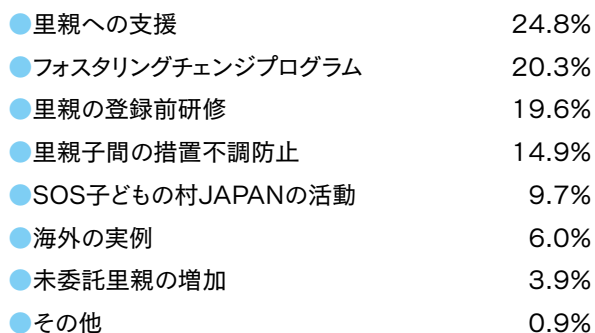 ●里親への支援 24.8%
●フォスタリングチェンジプログラム 20.3%
●里親の登録前研修 19.6%
●里親子間の措置不調防止 14.9%
●SOS子どもの村JAPANの活動 9.7%
●海外の実例 6.0%
●未委託里親の増加 3.9%
●その他 0.9%